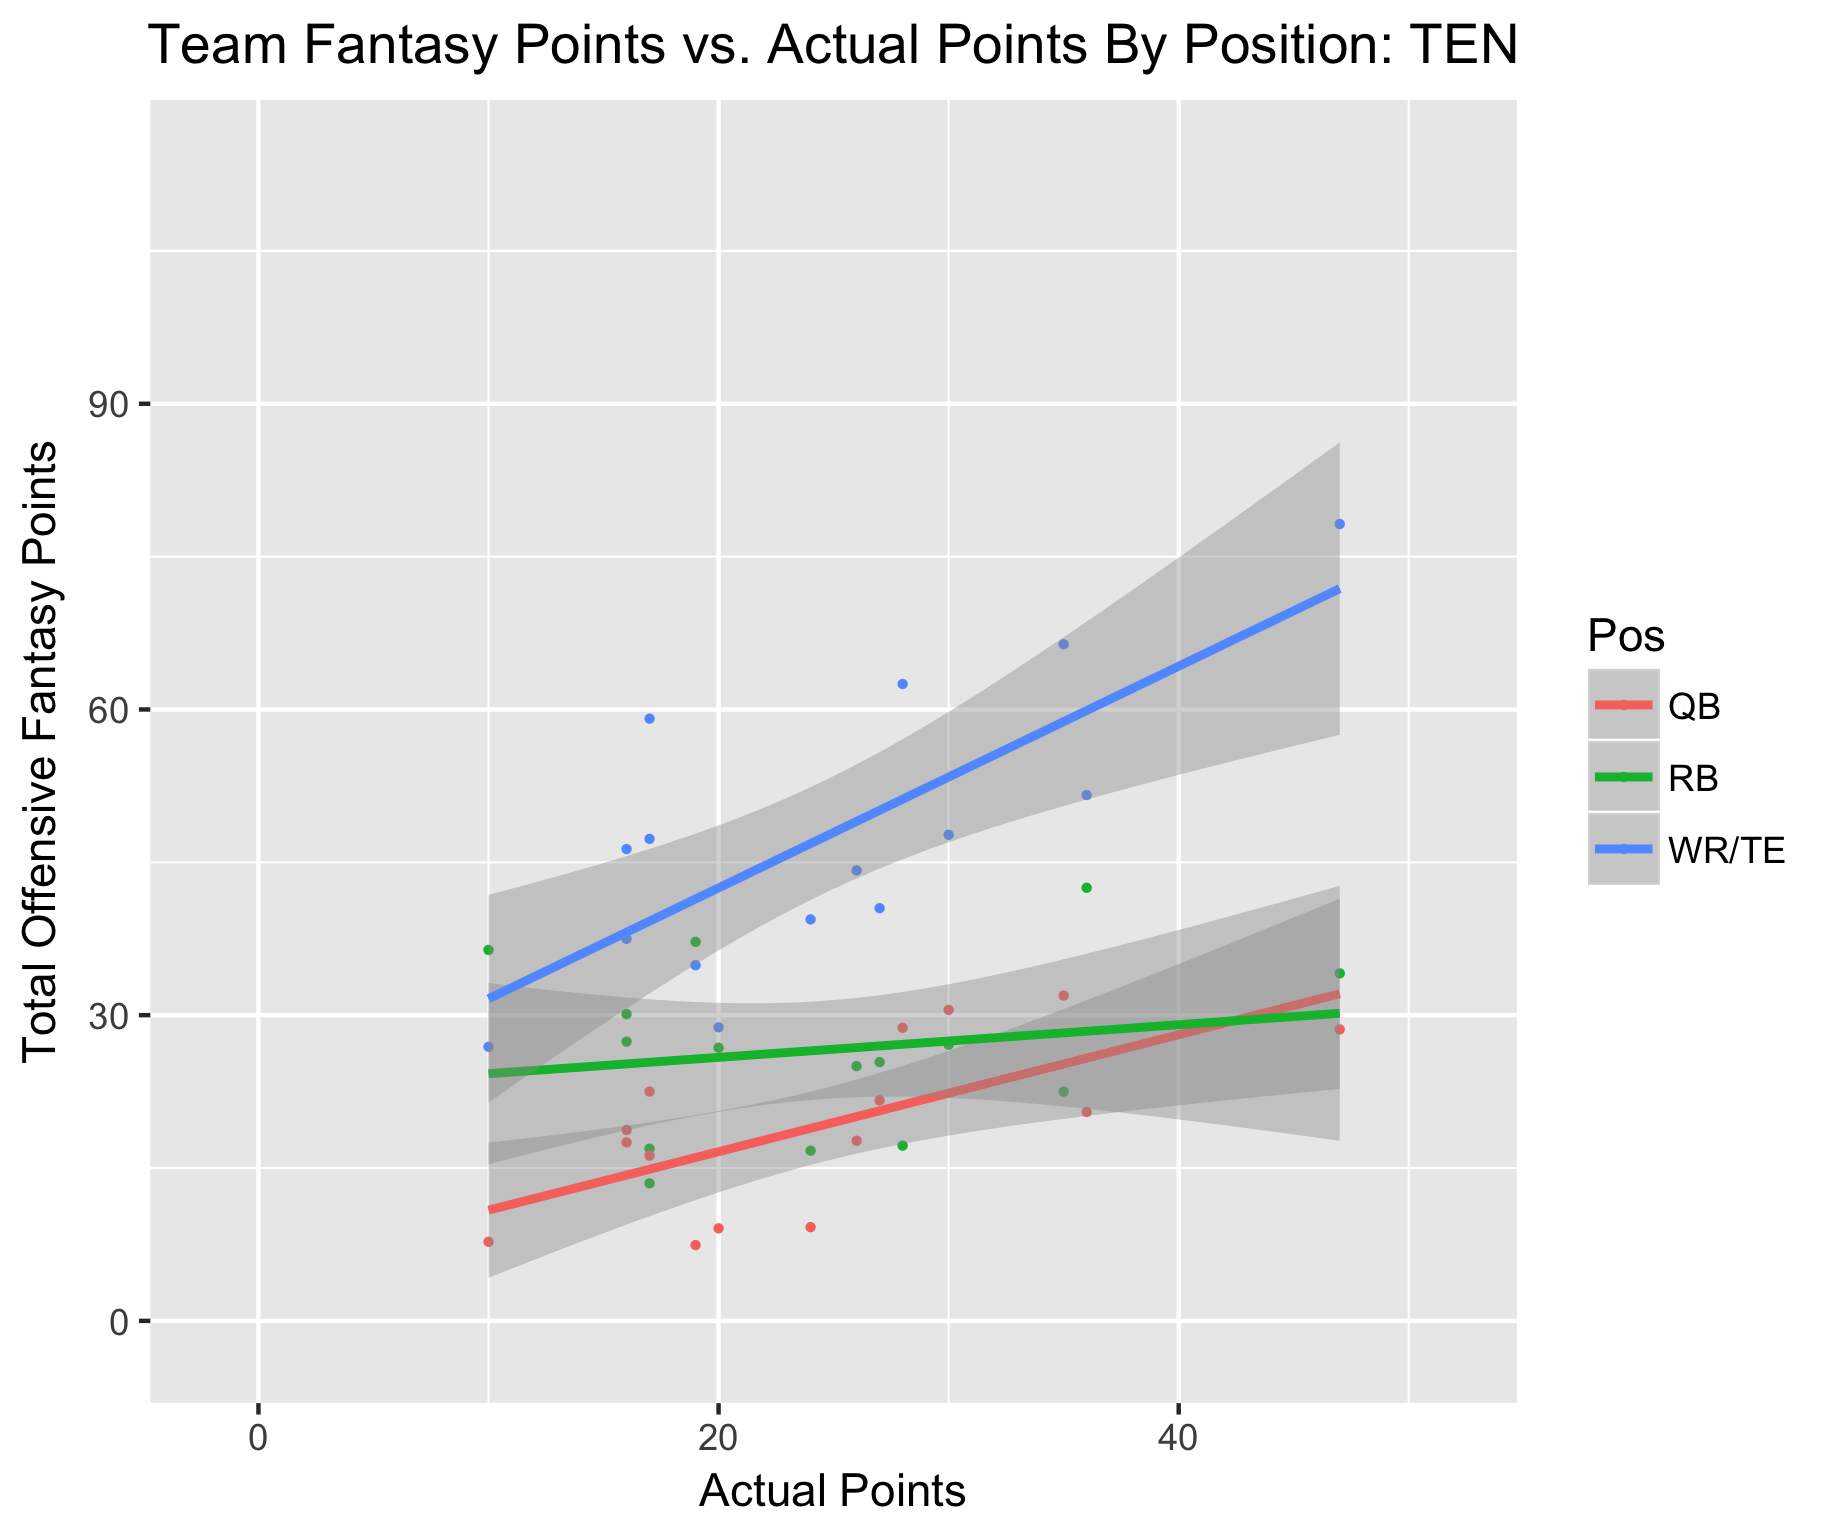 Team Fantasy Points vs. Actual Points By Position: TEN
Total Offensive Fantasy Points
90
60
30
0
0
20
40
Actual Points
Pos
QB
RB
WR/TE